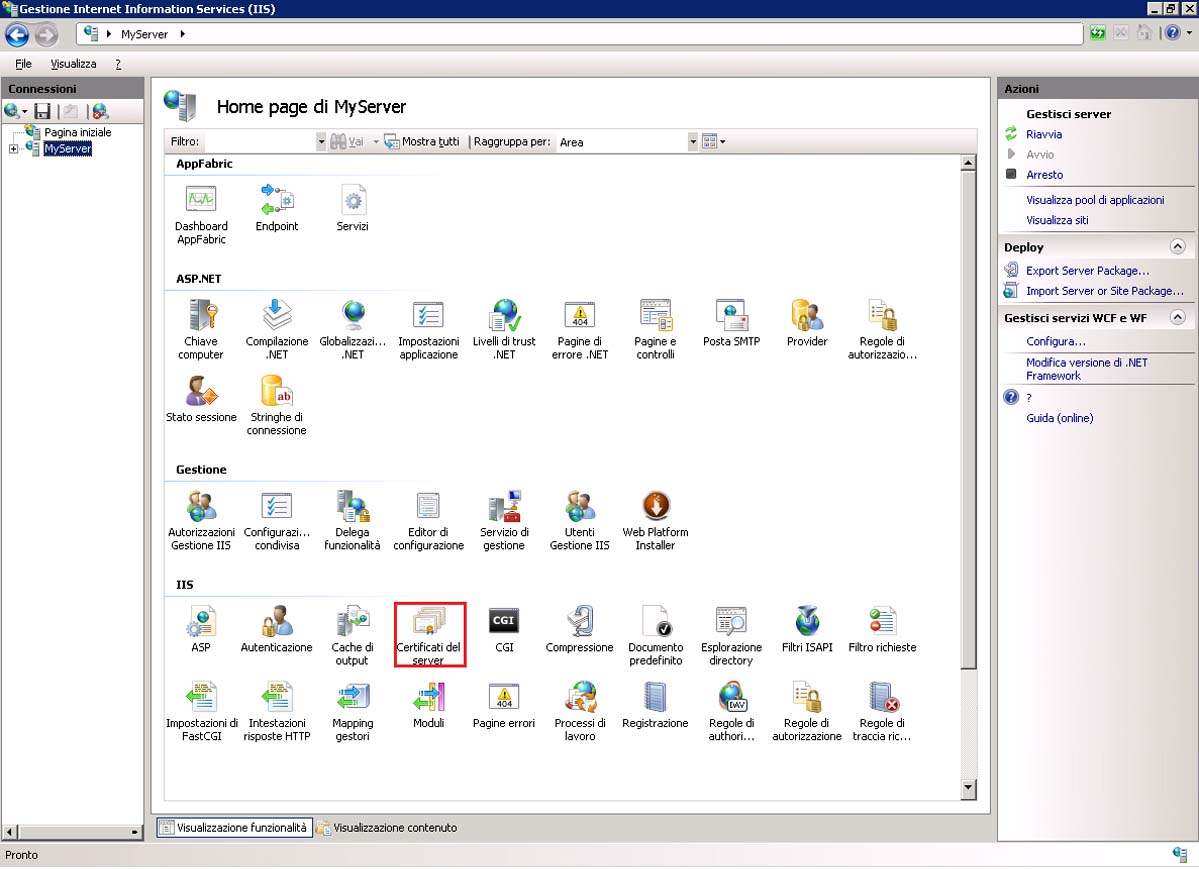 Gestione Internet Information Services (IIS)
MyServer
File Visualizza ?
Connessioni
Pagina iniziale
MyServer
Home page di MyServer
Filtro: Vai Mostra tutti Raggruppa per: Area
AppFabric
Dashboard AppFabric
Endpoint
Servizi
ASP.NET
Chiave computer
Compilazione .NET
Globalizzazi... .NET
Impostazioni applicazione
Livelli di trust .NET
404
Pagine di errore .NET
Pagine e controlli
Posta SMTP
Provider
Regole di autorizzazio...
Stato sessione
ab
Stringhe di connessione
Gestione
Autorizzazioni Gestione IIS
Configurazi... condivisa
Delega funzionalità
Editor di configurazione
Servizio di gestione
Utenti Gestione IIS
Web Platform Installer
IIS
ASP
Autenticazione
Cache di output
Certificati del server
CGI
CGI
Compressione
Documento predefinito
Esplorazione directory
Filtri ISAPI
Filtro richieste
Impostazioni di FastCGI
Intestazioni risposte HTTP
Mapping gestori
Moduli
404
Pagine errori
Processi di lavoro
Registrazione
DAV
Regole di authori...
Regole di autorizzazione
Regole di traccia ric...
Visualizzazione funzionalità Visualizzazione contenuto
Azioni
Gestisci server
Riavvia
Avvio
Arresto
Visualizza pool di applicazioni
Visualizza siti
Deploy
Export Server Package...
Import Server or Site Package...
Gestisci servizi WCF e WF
Configura...
Modifica versione di .NET
Framework
?
Guida (online)
Pronto